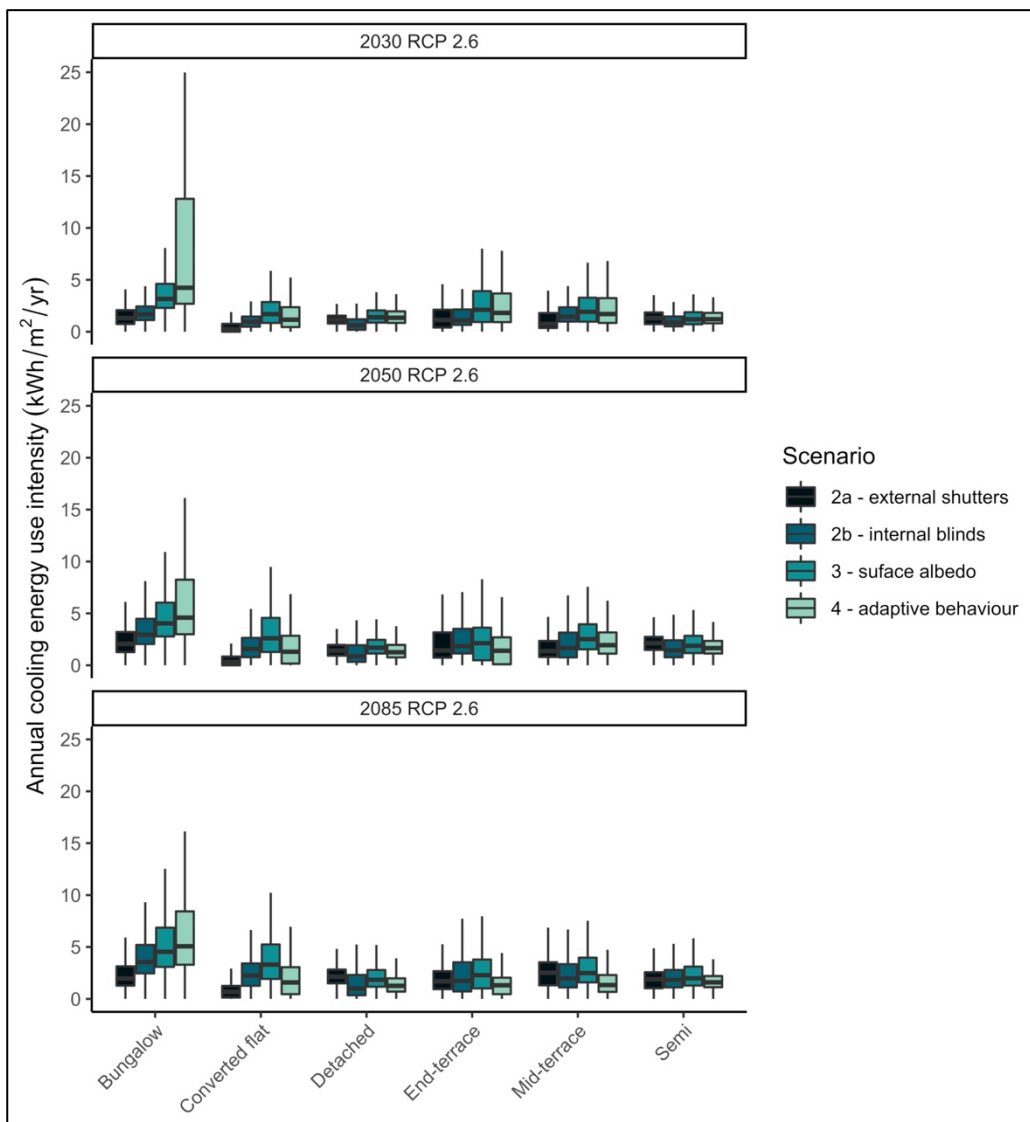 2030 RCP 2.6
25
20
15
10
5
0
2050 RCP 2.6
25
20
15
10
5
0
2085 RCP 2.6
25
20
15
10
5
0
Annual cooling energy use intensity (kWh/m²/yr)
Bungalow
Converted flat
Detached
End-terrace
Mid-terrace
Semi
Scenario
2a - external shutters
2b - internal blinds
3 - suface albedo
4 - adaptive behaviour